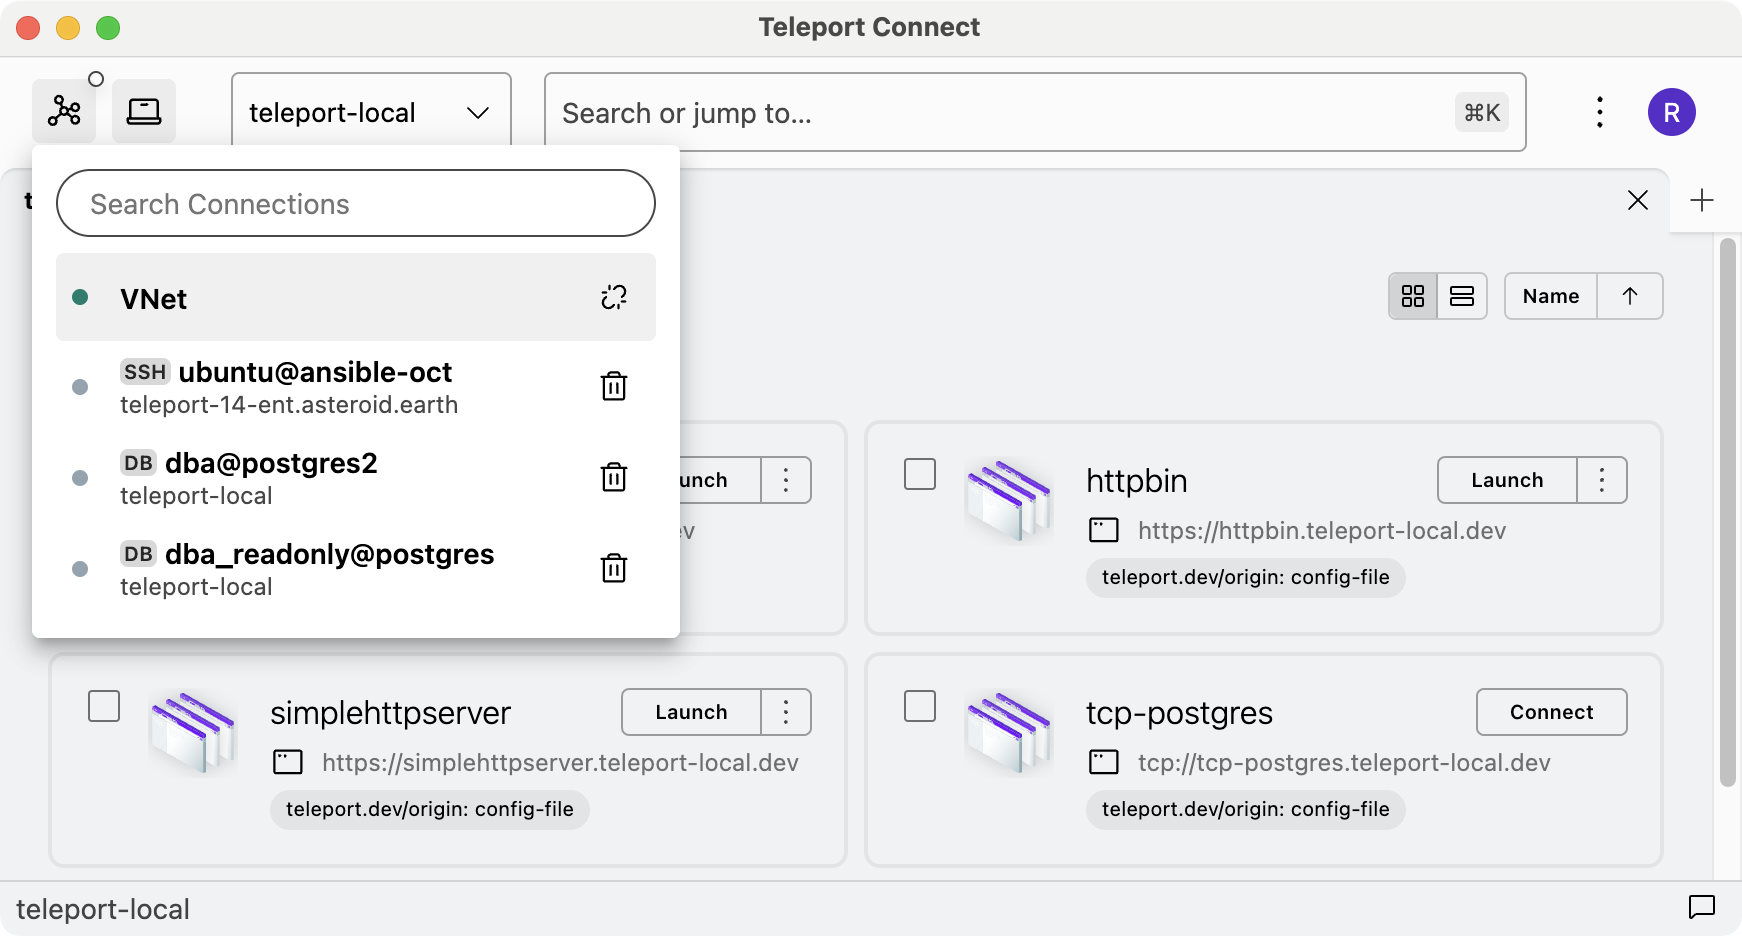 Teleport Connect
teleport-local
Search or jump to...
⌘K
R
Search Connections
VNet
SSH ubuntu@ansible-oct
teleport-14-ent.asteroid.earth
DB dba@postgres2
teleport-local
DB dba_readonly@postgres
teleport-local
Name
httpbin
Launch
https://httpbin.teleport-local.dev
teleport.dev/origin: config-file
simplehttpserver
Launch
https://simplehttpserver.teleport-local.dev
teleport.dev/origin: config-file
tcp-postgres
Connect
tcp://tcp-postgres.teleport-local.dev
teleport.dev/origin: config-file
teleport-local